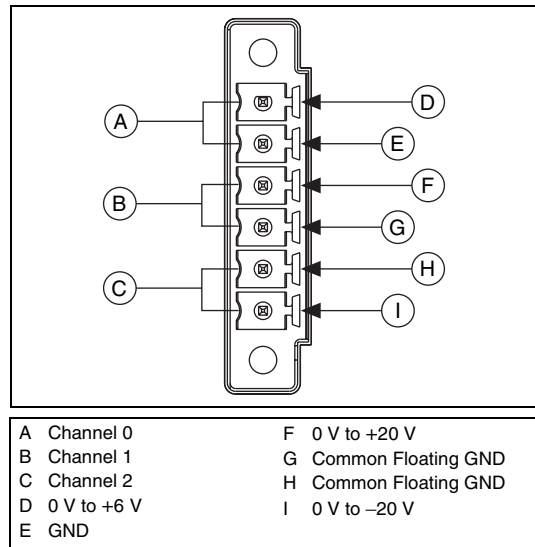 A
B
C
D
E
F
G
H
I
A Channel 0
B Channel 1
C Channel 2
D 0 V to +6 V
E GND
F 0 V to +20 V
G Common Floating GND
H Common Floating GND
I 0 V to –20 V